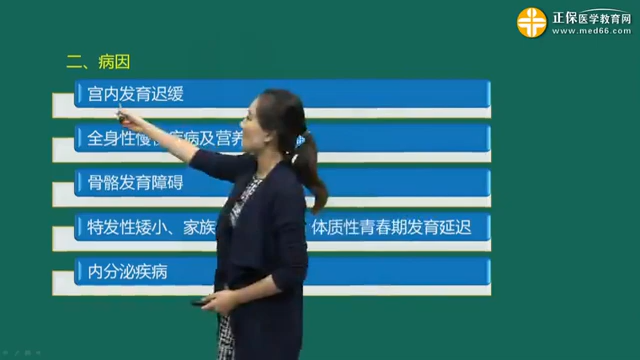 正保医学教育网
www.med66.com
二、病因
宫内发育迟缓
全身性慢性疾病及营养
骨骼发育障碍
特发性矮小、家族 体质性青春期发育延迟
内分泌疾病